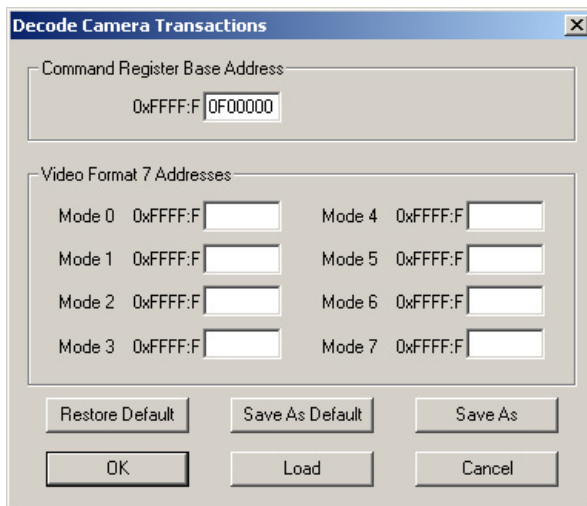 Decode Camera Transactions
Command Register Base Address
0xFFFF:F 0F00000
Video Format 7 Addresses
Mode 0 0xFFFF:F Mode 4 0xFFFF:F
Mode 1 0xFFFF:F Mode 5 0xFFFF:F
Mode 2 0xFFFF:F Mode 6 0xFFFF:F
Mode 3 0xFFFF:F Mode 7 0xFFFF:F
Restore Default Save As Default Save As
OK Load Cancel